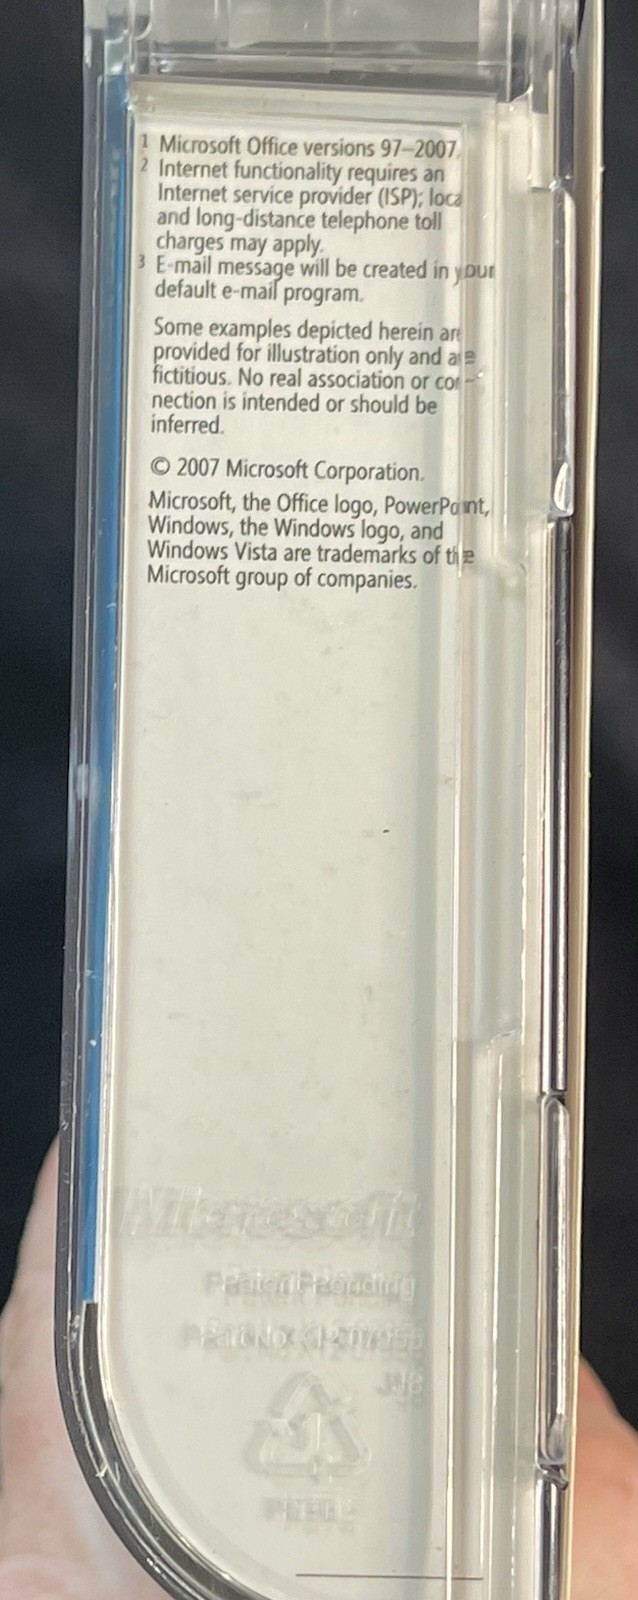 1 Microsoft Office versions 97–2007.
2 Internet functionality requires an
Internet service provider (ISP); loca
and long-distance telephone toll
charges may apply.
3 E-mail message will be created in your
default e-mail program.
Some examples depicted herein are
provided for illustration only and are
fictitious. No real association or con-
nection is intended or should be
inferred.
© 2007 Microsoft Corporation.
Microsoft, the Office logo, PowerPoint,
Windows, the Windows logo, and
Windows Vista are trademarks of the
Microsoft group of companies.
Microsoft
Patent Pending
Part No.
1